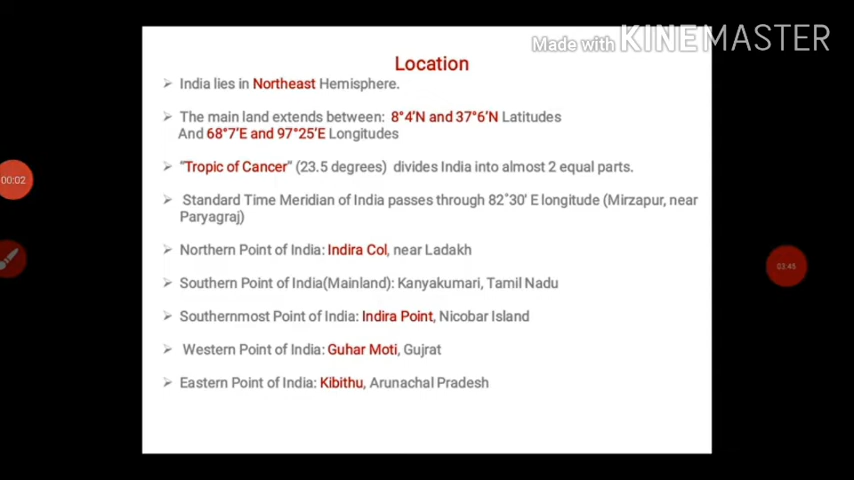 Made with KINEMASTER
Location
➢ India lies in Northeast Hemisphere.
➢ The main land extends between: 8°4'N and 37°6'N Latitudes
And 68°7'E and 97°25'E Longitudes
➢ "Tropic of Cancer" (23.5 degrees) divides India into almost 2 equal parts.
➢ Standard Time Meridian of India passes through 82°30' E longitude (Mirzapur, near
Paryagraj)
➢ Northern Point of India: Indira Col, near Ladakh
➢ Southern Point of India(Mainland): Kanyakumari, Tamil Nadu
➢ Southernmost Point of India: Indira Point, Nicobar Island
➢ Western Point of India: Guhar Moti, Gujrat
➢ Eastern Point of India: Kibithu, Arunachal Pradesh
00:02
03:45